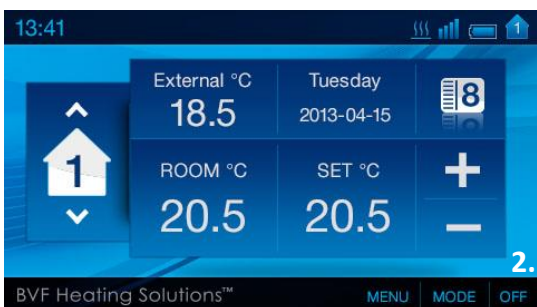 13:41
1
External °C
18.5
Tuesday
2013-04-15
8
1
ROOM °C
20.5
SET °C
20.5
2.
BVF Heating Solutions™
MENU
MODE
OFF